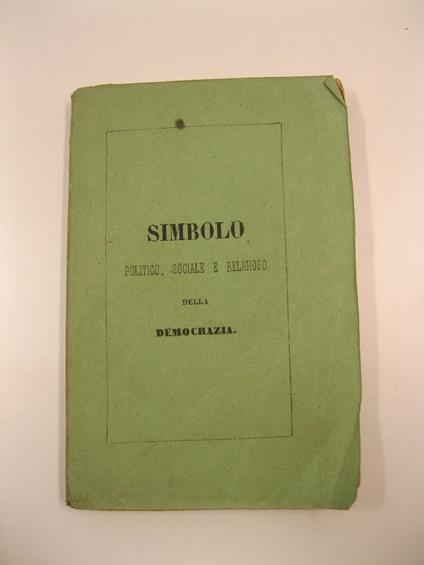 SIMBOLO
POLITICO, SOCIALE E RELIGIOSO
DELLA
DEMOCRAZIA.